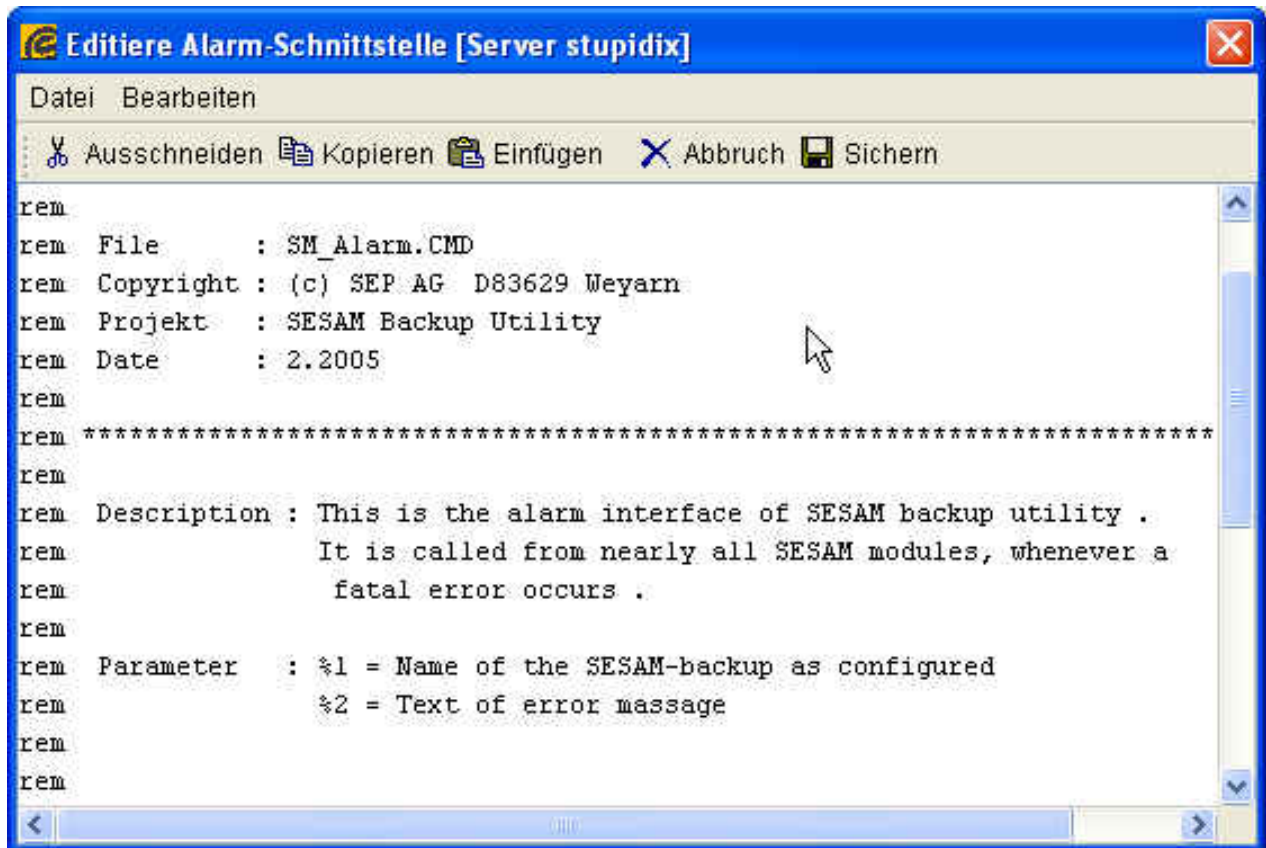 Editiere Alarm-Schnittstelle [Server stupidix]
Datei Bearbeiten
Ausschneiden Kopieren Einfügen Abbruch Sichern
rem
rem File : SM_Alarm.CMD
rem Copyright : (c) SEP AG D83629 Weyarn
rem Projekt : SESAM Backup Utility
rem Date : 2.2005
rem
rem *************************************************************************
rem
rem Description : This is the alarm interface of SESAM backup utility .
rem It is called from nearly all SESAM modules, whenever a
rem fatal error occurs .
rem
rem Parameter : %1 = Name of the SESAM-backup as configured
rem %2 = Text of error massage
rem
rem